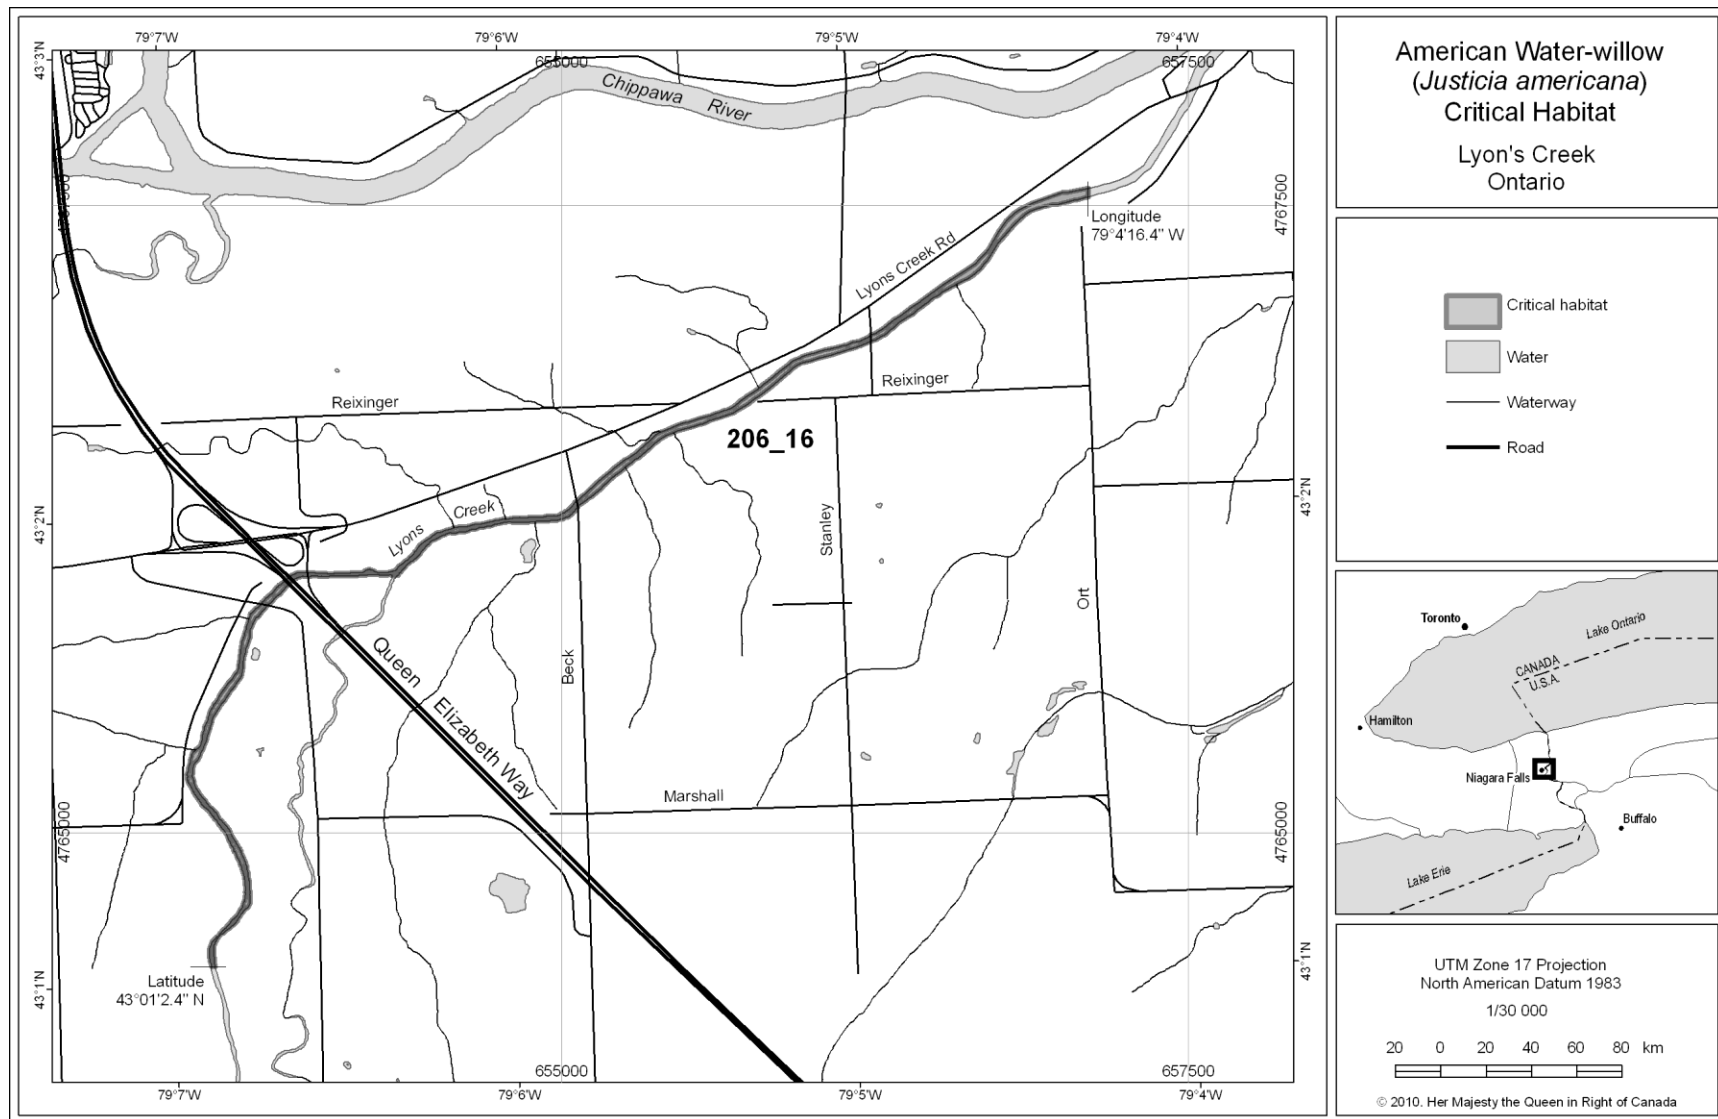 79°7'W
79°6'W
79°5'W
79°4'W
43°3'N
655000
657500
Chippawa River
4767500
Longitude
79°4'16.4" W
Lyons Creek Rd
Reixinger
Reixinger
206_16
43°2'N
43°2'N
Lyons Creek
Stanley
Ort
Beck
Queen Elizabeth Way
Marshall
4765000
4765000
Latitude
43°01'2.4" N
43°1'N
43°1'N
655000
657500
79°7'W
79°6'W
79°5'W
79°4'W
American Water-willow
(Justicia americana)
Critical Habitat
Lyon's Creek
Ontario
Critical habitat
Water
Waterway
Road
Toronto
Lake Ontario
CANADA
U.S.A.
Hamilton
Niagara Falls
Buffalo
Lake Erie
UTM Zone 17 Projection
North American Datum 1983
1/30 000
20 0 20 40 60 80 km
© 2010. Her Majesty the Queen in Right of Canada